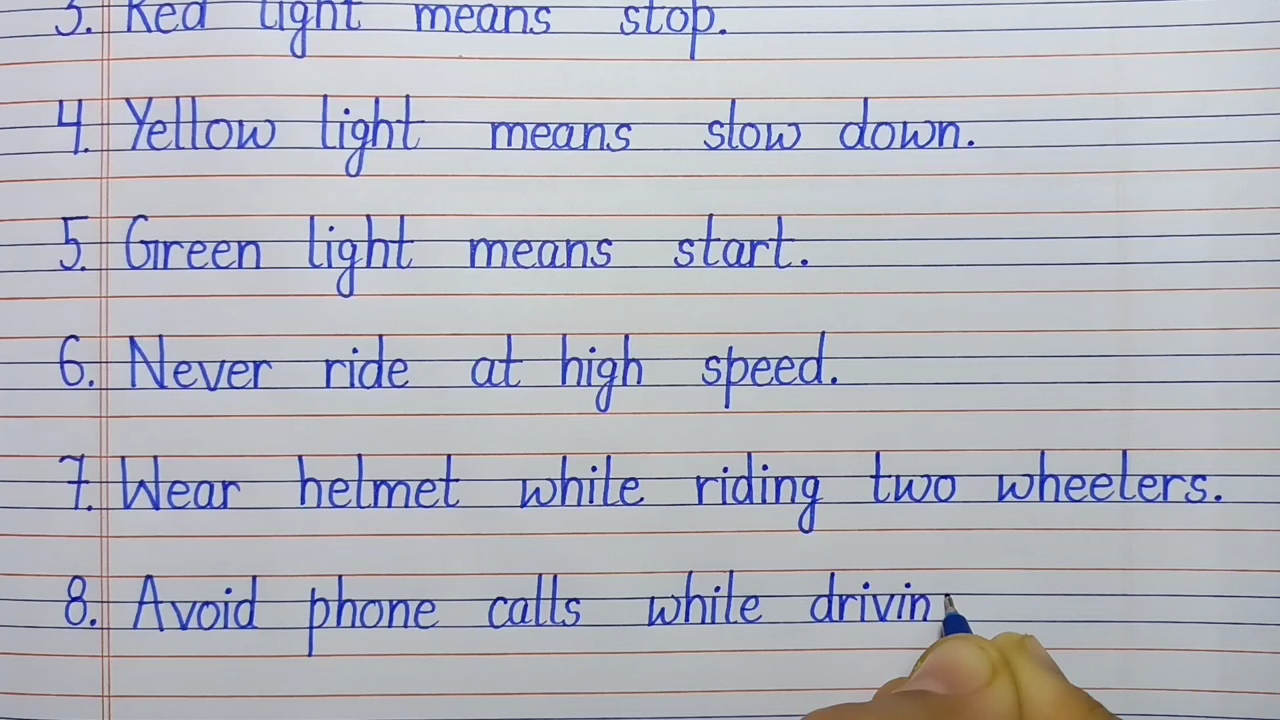 3. Red light means stop.
4. Yellow light means slow down.
5. Green light means start.
6. Never ride at high speed.
7. Wear helmet while riding two wheelers.
8. Avoid phone calls while drivin